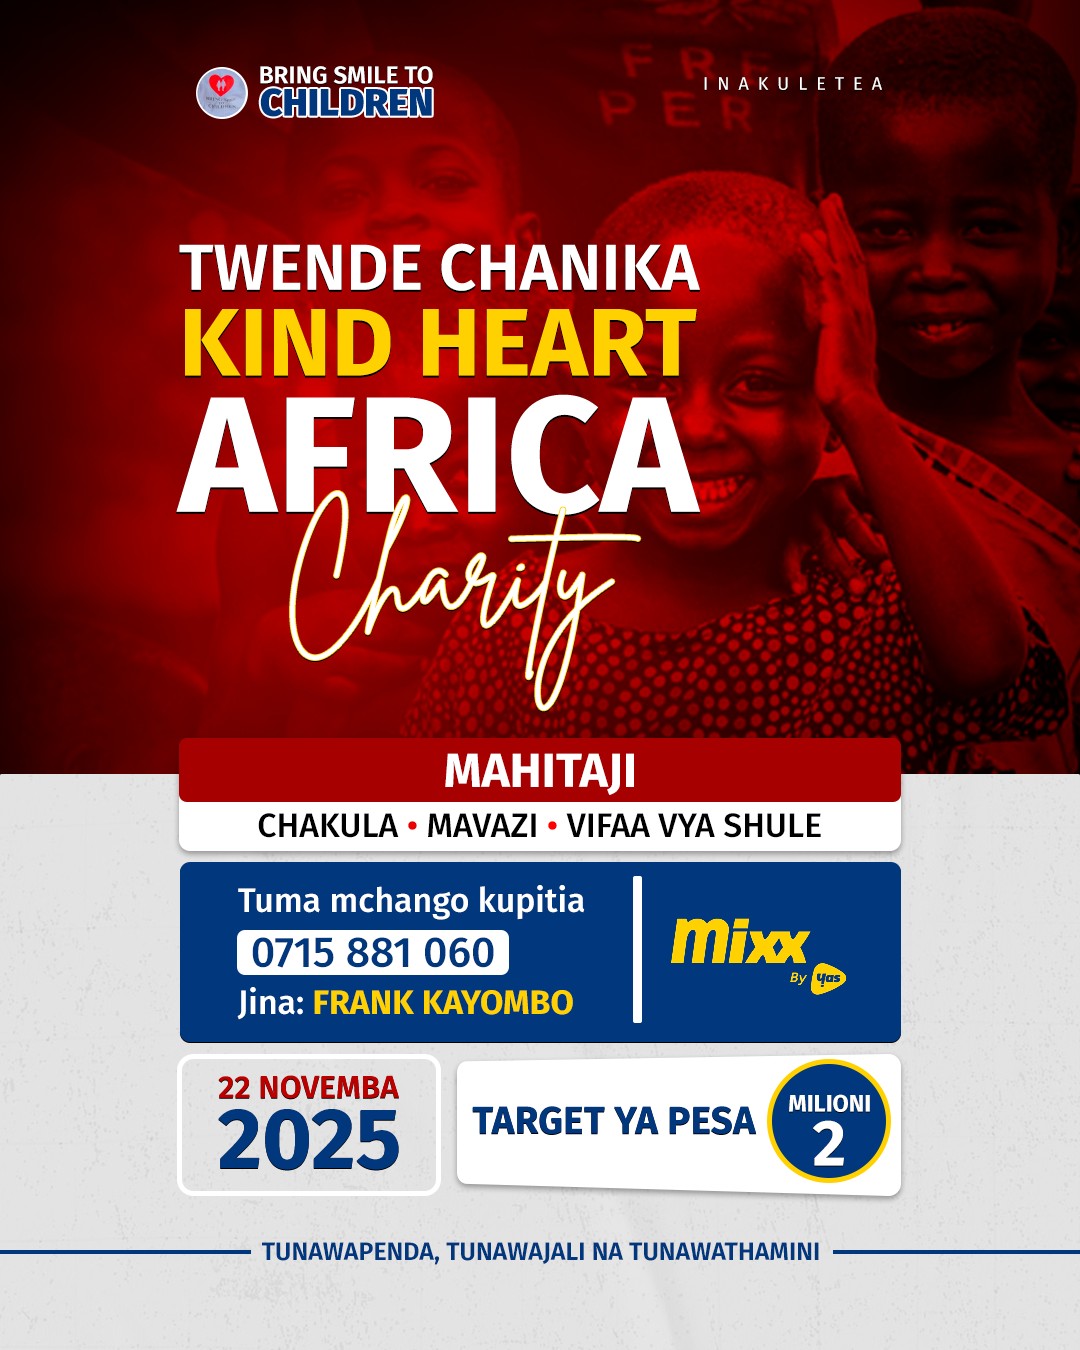 BRING SMILE TO
CHILDREN
INAKULETEA
FRE
PER
TWENDE CHANIKA
KIND HEART
AFRICA
Charity
MAHITAJI
CHAKULA • MAVAZI • VIFAA VYA SHULE
Tuma mchango kupitia
0715 881 060
Jina: FRANK KAYOMBO
mixx
By yas
22 NOVEMBA
2025
TARGET YA PESA
MILIONI
2
TUNAWAPENDA, TUNAWAJALI NA TUNAWATHAMINI